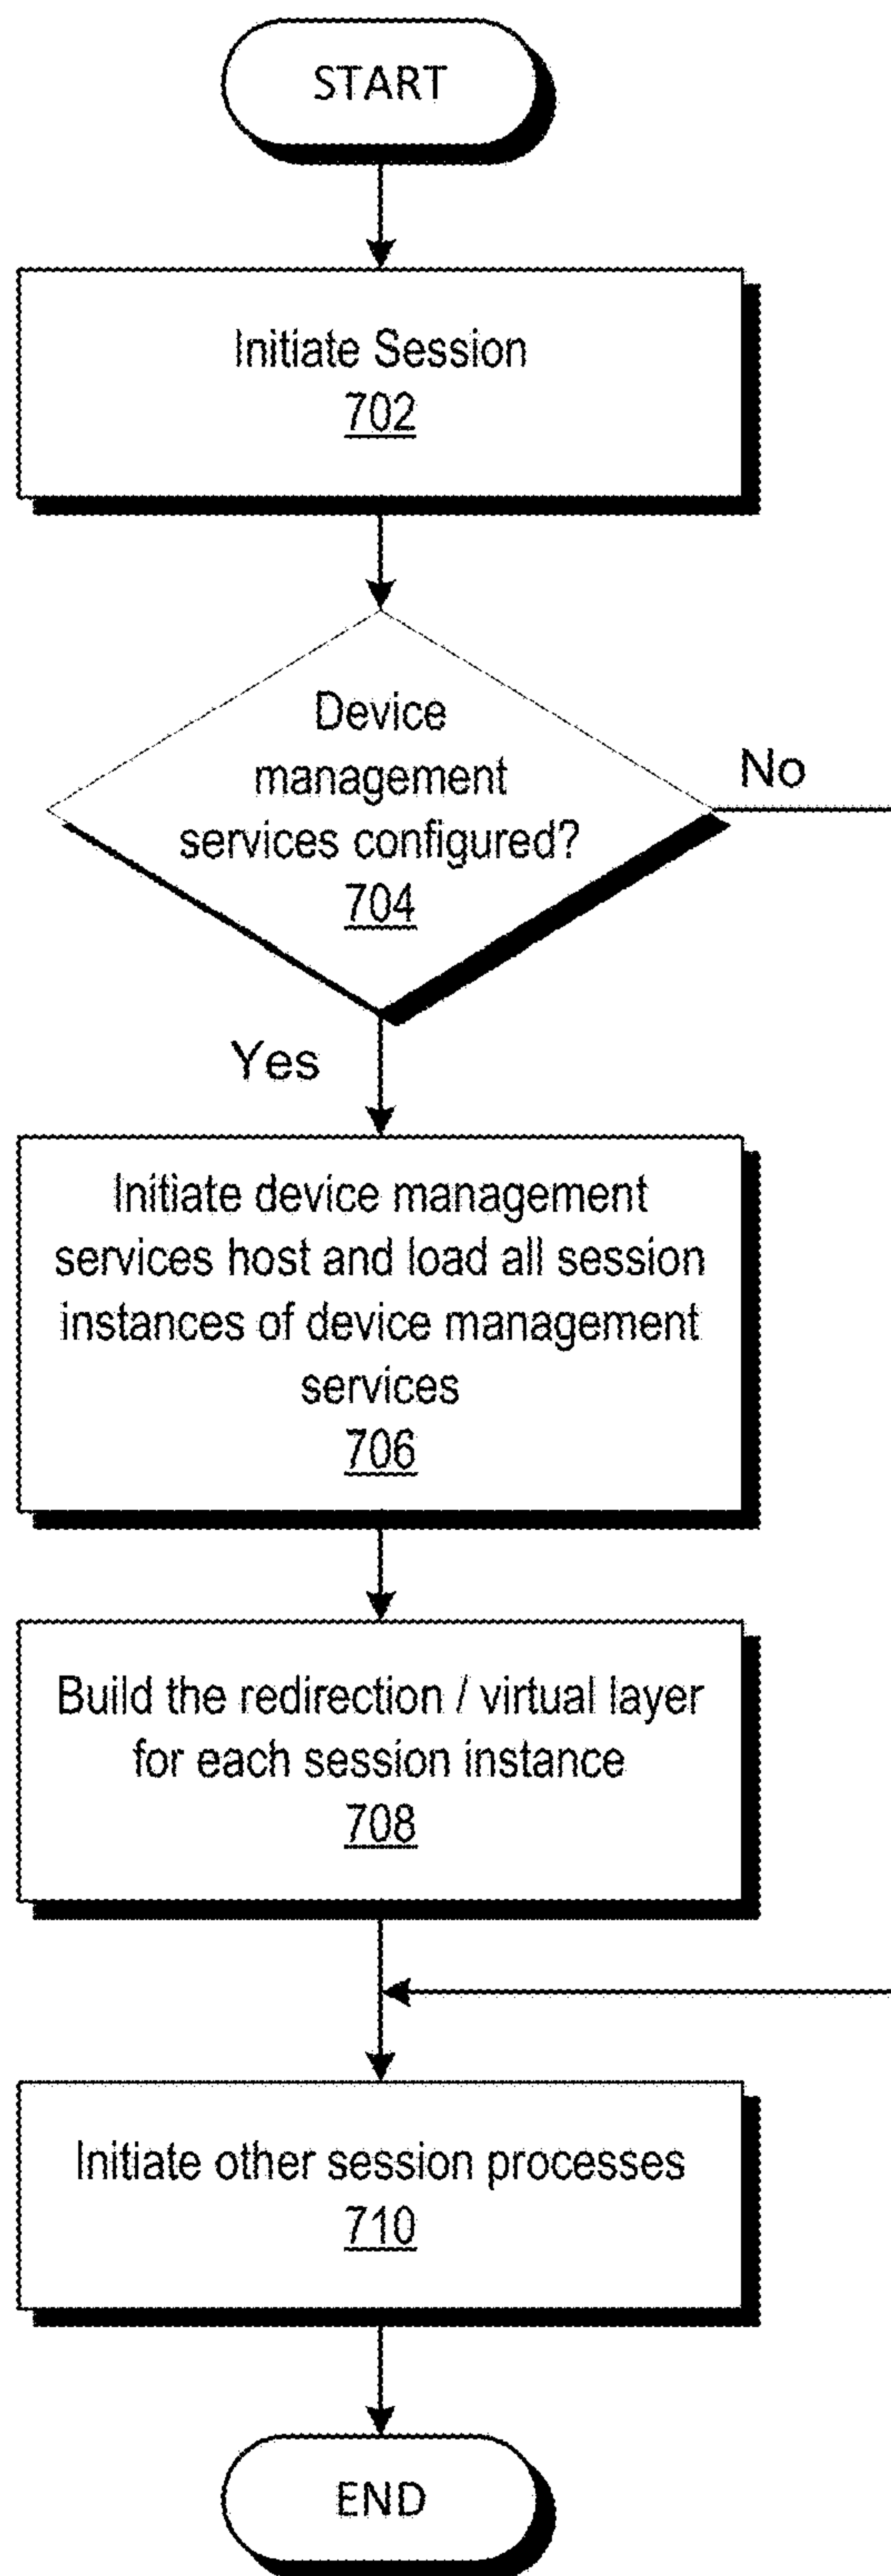 START
Initiate Session
702
Device
management
services configured?
704
No
Yes
Initiate device management
services host and load all session
instances of device management
services
706
Build the redirection / virtual layer
for each session instance
708
Initiate other session processes
710
END